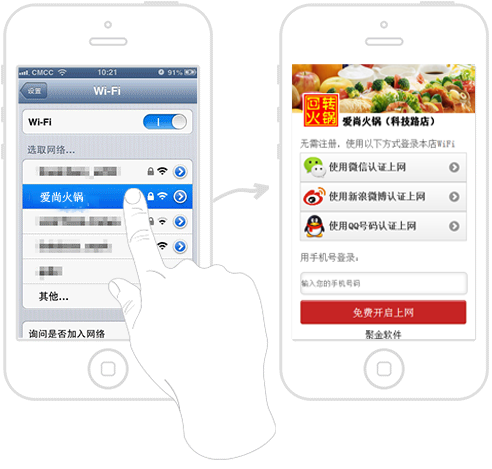 CMCC
10:21
91%
设置
Wi-Fi
Wi-Fi
选取网络...
爱尚火锅
其他...
询问是否加入网络
回转
火锅
爱尚火锅（科技路店）
无需注册，使用以下方式登录本店WiFi
使用微信认证上网
使用新浪微博认证上网
使用QQ号码认证上网
用手机号登录：
输入您的手机号码
免费开启上网
聚金软件